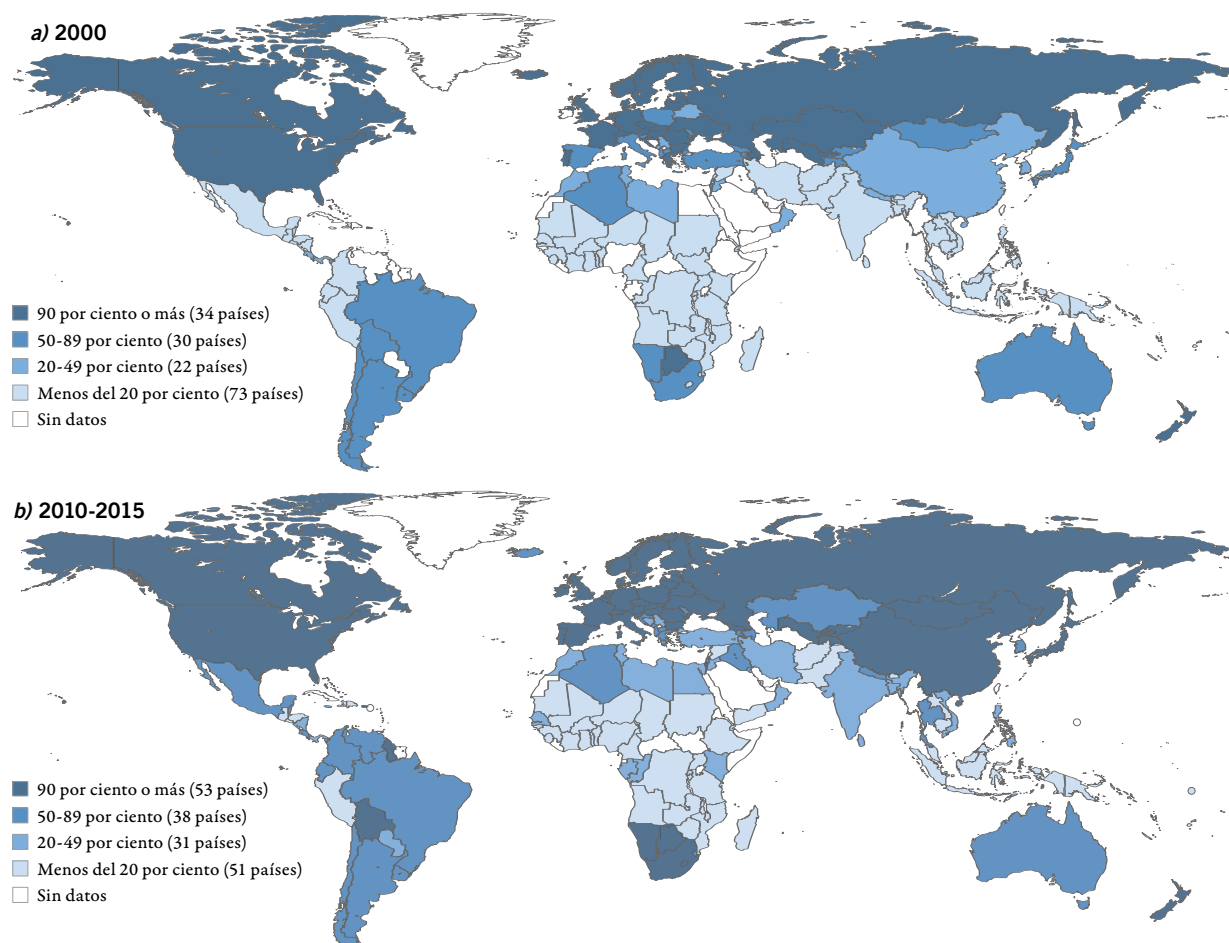 a) 2000
90 por ciento o más (34 países)
50-89 por ciento (30 países)
20-49 por ciento (22 países)
Menos del 20 por ciento (73 países)
Sin datos
b) 2010-2015
90 por ciento o más (53 países)
50-89 por ciento (38 países)
20-49 por ciento (31 países)
Menos del 20 por ciento (51 países)
Sin datos